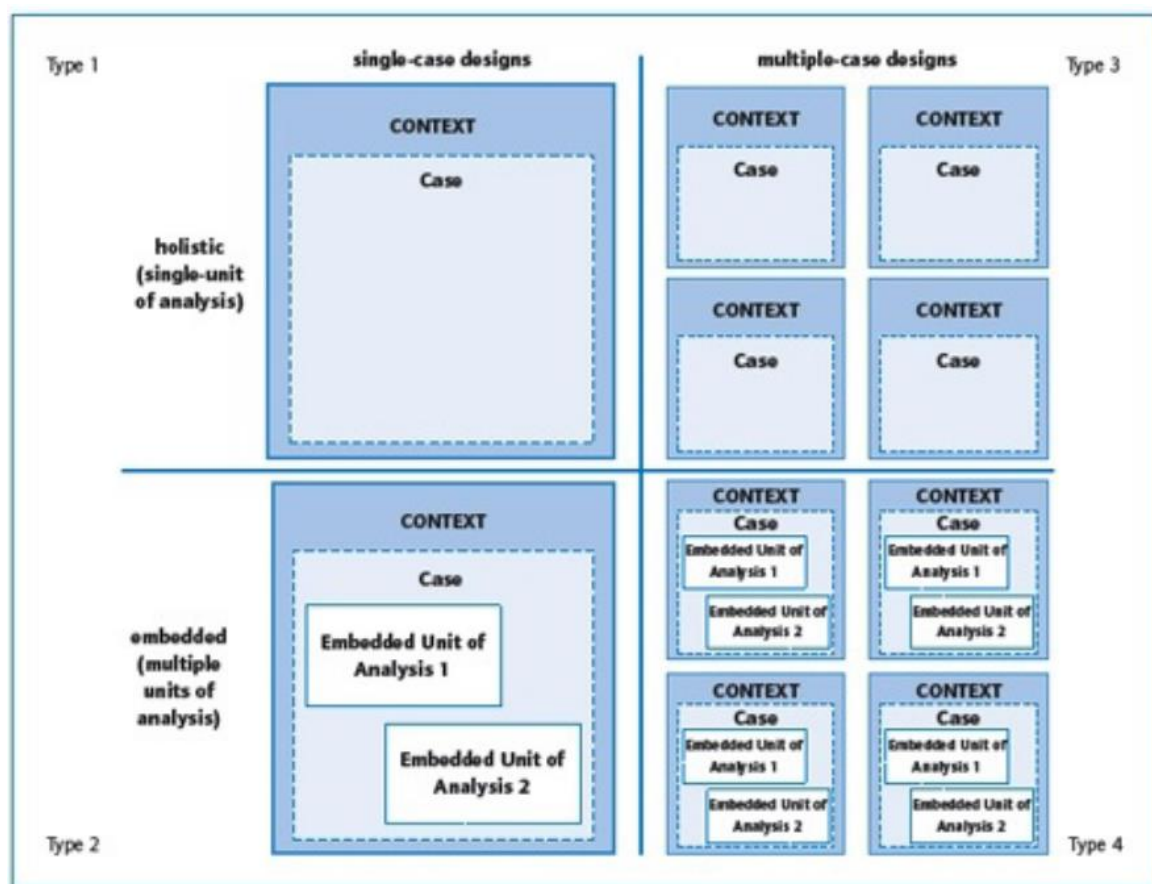 Type 1
single-case designs
multiple-case designs
Type 3
CONTEXT
Case
CONTEXT
Case
CONTEXT
Case
holistic
(single-unit
of analysis)
CONTEXT
Case
CONTEXT
Case
CONTEXT
Case
Embedded Unit of
Analysis 1
Embedded Unit of
Analysis 2
embedded
(multiple
units of
analysis)
CONTEXT
Case
Embedded Unit of
Analysis 1
Embedded Unit of
Analysis 2
CONTEXT
Case
Embedded Unit of
Analysis 1
Embedded Unit of
Analysis 2
CONTEXT
Case
Embedded Unit of
Analysis 1
Embedded Unit of
Analysis 2
CONTEXT
Case
Embedded Unit of
Analysis 1
Embedded Unit of
Analysis 2
Type 2
Type 4